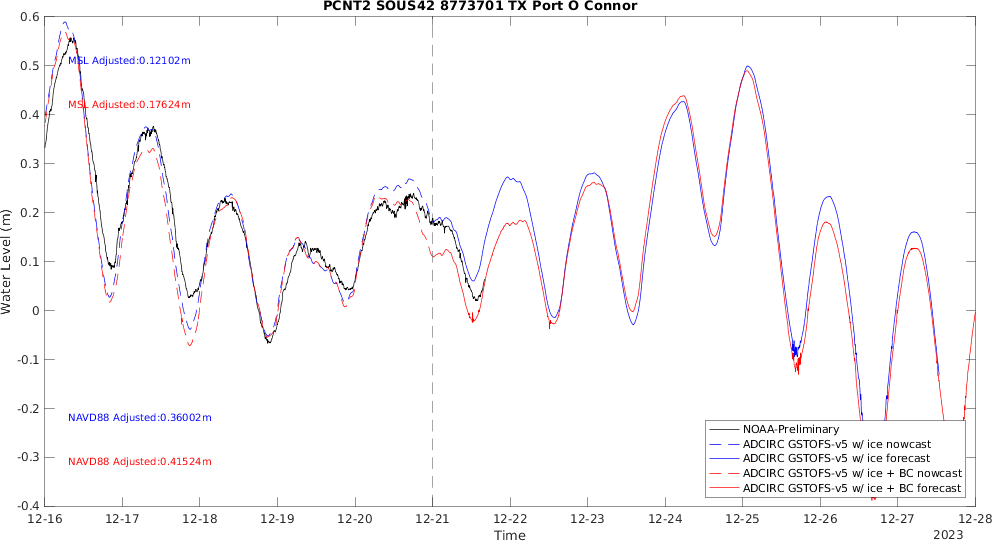 PCNT2 SOUS42 8773701 TX Port O Connor
0.6
0.5
0.4
0.3
0.2
0.1
0
-0.1
-0.2
-0.3
-0.4
Water Level (m)
MSL Adjusted:0.12102m
MSL Adjusted:0.17624m
NAVD88 Adjusted:0.36002m
NAVD88 Adjusted:0.41524m
NOAA-Preliminary
ADCIRC GSTOFS-v5 w/ ice nowcast
ADCIRC GSTOFS-v5 w/ ice forecast
ADCIRC GSTOFS-v5 w/ ice + BC nowcast
ADCIRC GSTOFS-v5 w/ ice + BC forecast
12-16 12-17 12-18 12-19 12-20 12-21 12-22 12-23 12-24 12-25 12-26 12-27 12-28
Time
2023